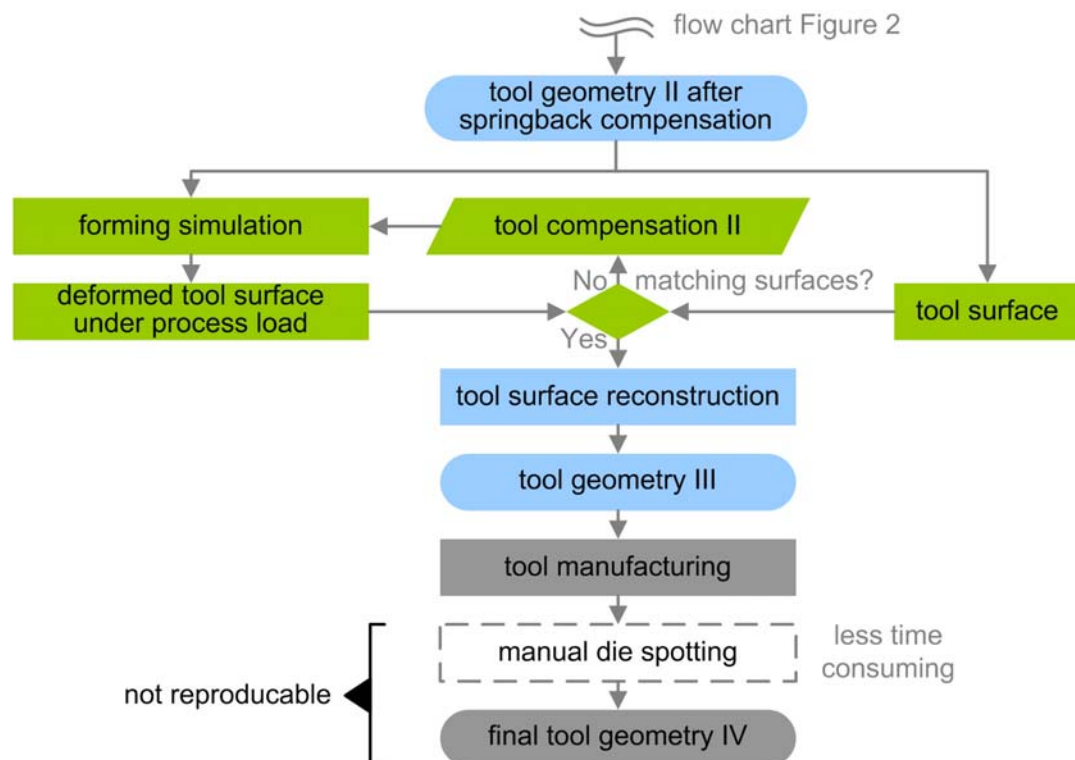 flow chart Figure 2
tool geometry II after
springback compensation
forming simulation
tool compensation II
No
matching surfaces?
deformed tool surface
under process load
tool surface
Yes
tool surface reconstruction
tool geometry III
tool manufacturing
manual die spotting
less time
consuming
not reproducable
final tool geometry IV